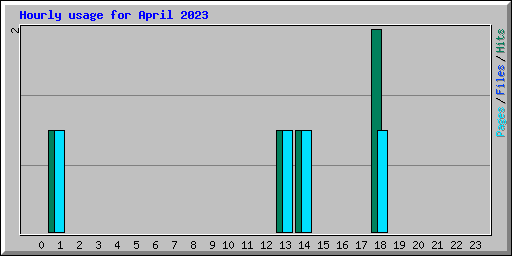 Hourly usage for April 2023
2
Pages/Files/Hits
0 1 2 3 4 5 6 7 8 9 10 11 12 13 14 15 16 17 18 19 20 21 22 23